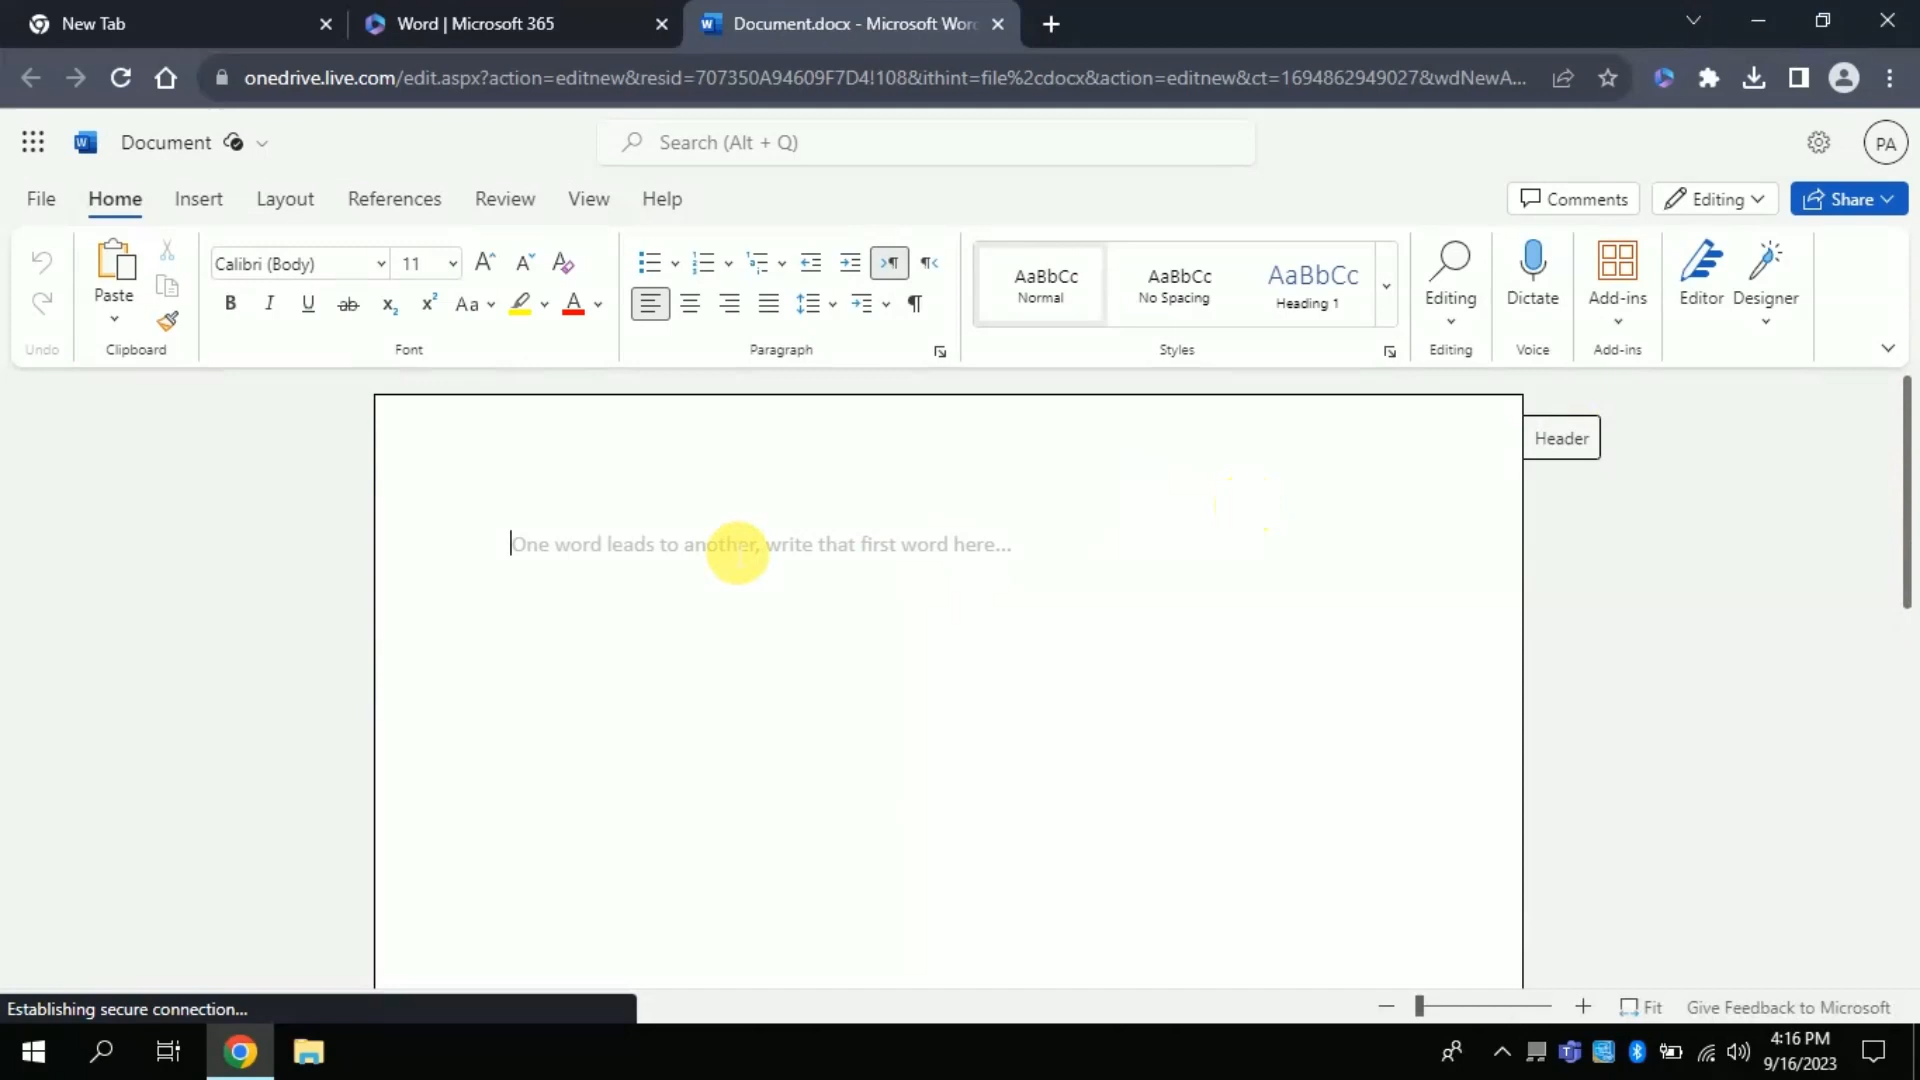 New Tab
Word | Microsoft 365
Document.docx - Microsoft Word
onedrive.live.com/edit.aspx?action=editnew&resid=707350A94609F7D4!108&ithint=file%2cdocx&action=editnew&ct=1694862949027&wdNewA...
Document
Search (Alt + Q)
PA
File Home Insert Layout References Review View Help
Comments Editing Share
Calibri (Body) 11
Paste
AaBbCc AaBbCc AaBbCc
Normal No Spacing Heading 1
Editing Dictate Add-ins Editor Designer
Undo Clipboard Font Paragraph Styles Editing Voice Add-ins
Header
One word leads to another, write that first word here...
Establishing secure connection...
Fit Give Feedback to Microsoft
4:16 PM
9/16/2023